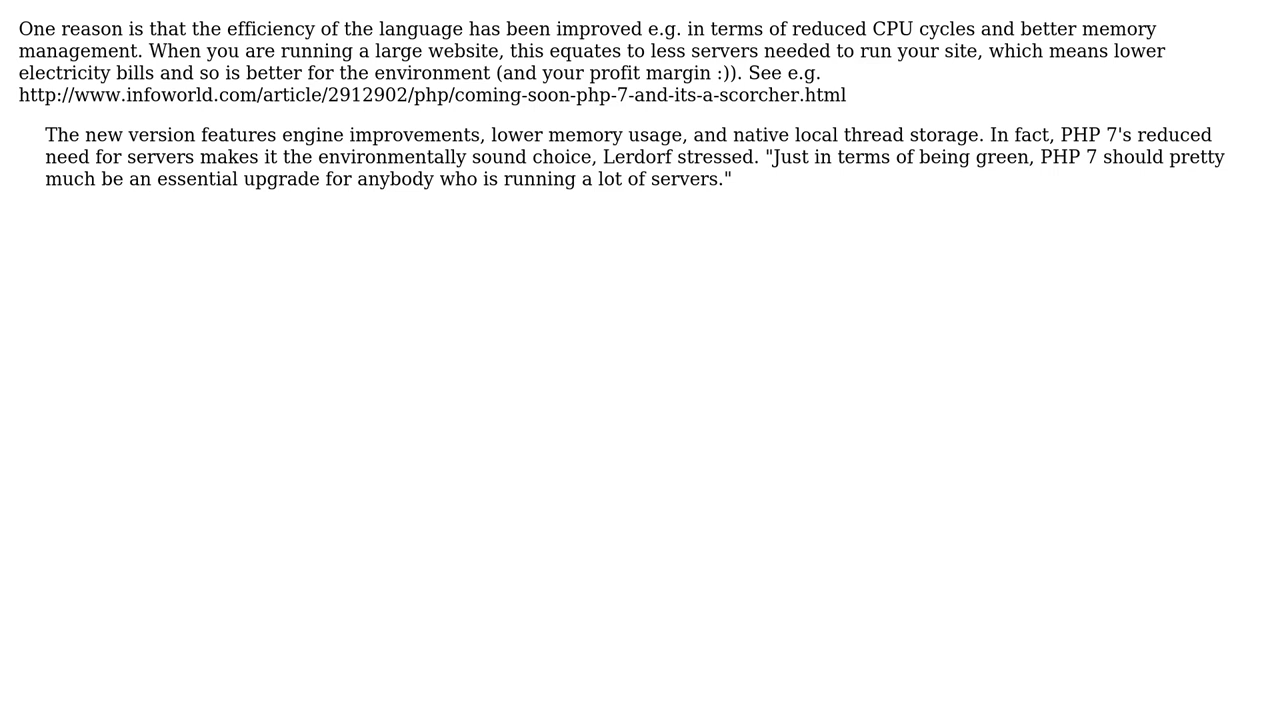 One reason is that the efficiency of the language has been improved e.g. in terms of reduced CPU cycles and better memory
management. When you are running a large website, this equates to less servers needed to run your site, which means lower
electricity bills and so is better for the environment (and your profit margin :)). See e.g.
http://www.infoworld.com/article/2912902/php/coming-soon-php-7-and-its-a-scorcher.html
The new version features engine improvements, lower memory usage, and native local thread storage. In fact, PHP 7's reduced
need for servers makes it the environmentally sound choice, Lerdorf stressed. "Just in terms of being green, PHP 7 should pretty
much be an essential upgrade for anybody who is running a lot of servers."